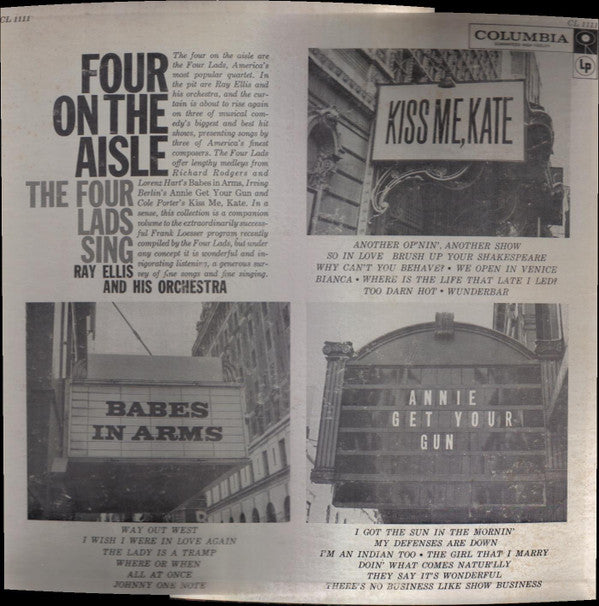 CL 1111
CL 1111
COLUMBIA
GUARANTEED HIGH FIDELITY
Lp
FOUR
ON THE
AISLE
THE FOUR
LADS
SING
RAY ELLIS
AND HIS ORCHESTRA
The four on the aisle are
the Four Lads, America's
most popular quartet. In
the pit are Ray Ellis and
his orchestra, and the cur-
tain is about to rise again
on three of musical com-
edy's biggest and best hit
shows, presenting songs by
three of America's finest
composers. The Four Lads
offer lengthy medleys from
Richard Rodgers and
Lorenz Hart's Babes in Arms, Irving
Berlin's Annie Get Your Gun and
Cole Porter's Kiss Me, Kate. In a
sense, this collection is a companion
volume to the extraordinarily success-
ful Frank Loesser program recently
compiled by the Four Lads, but under
any concept it is wonderful and in-
vigorating listening, a generous sur-
vey of fine songs and fine singing.
KISS ME, KATE
ANOTHER OP'NIN', ANOTHER SHOW
SO IN LOVE BRUSH UP YOUR SHAKESPEARE
WHY CAN'T YOU BEHAVE? • WE OPEN IN VENICE
BIANCA • WHERE IS THE LIFE THAT LATE I LED?
TOO DARN HOT • WUNDERBAR
BABES
IN ARMS
WAY OUT WEST
I WISH I WERE IN LOVE AGAIN
THE LADY IS A TRAMP
WHERE OR WHEN
ALL AT ONCE
JOHNNY ONE NOTE
ANNIE
GET YOUR
GUN
I GOT THE SUN IN THE MORNIN'
MY DEFENSES ARE DOWN
I'M AN INDIAN TOO • THE GIRL THAT I MARRY
DOIN' WHAT COMES NATUR'LLY
THEY SAY IT'S WONDERFUL
THERE'S NO BUSINESS LIKE SHOW BUSINESS